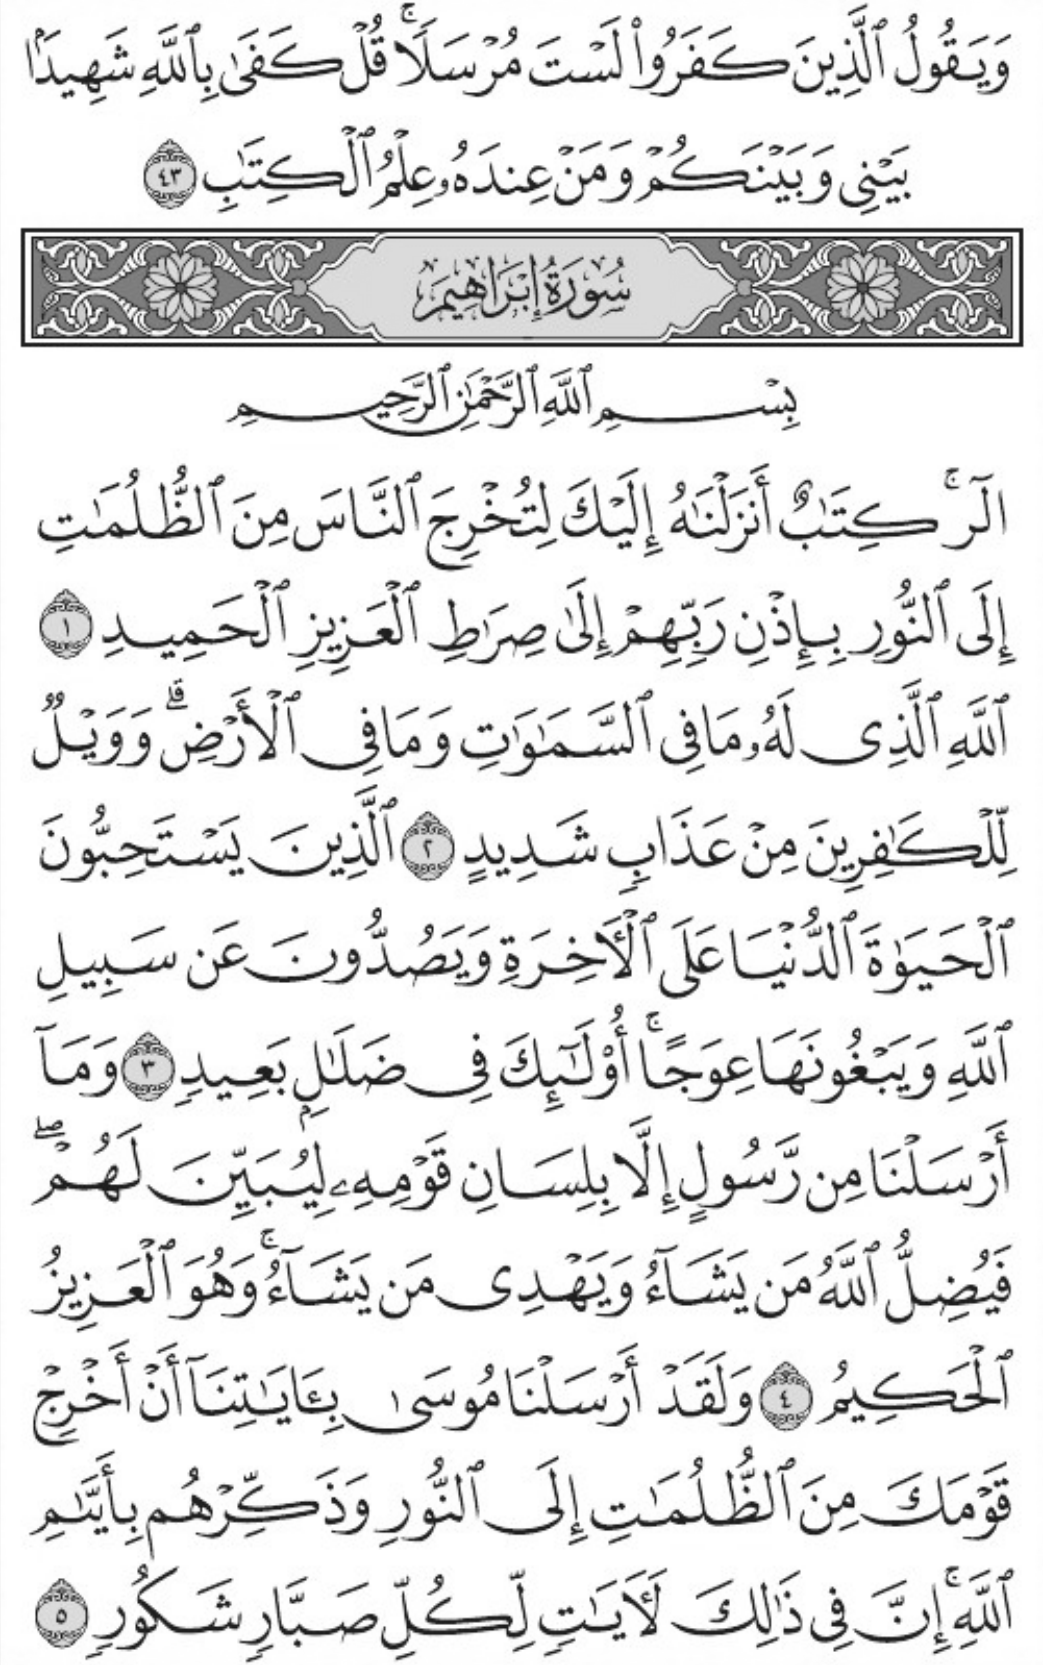 وَيَقُولُ ٱلَّذِينَ كَفَرُواْ لَسۡتَ مُرۡسَلٗاۚ قُلۡ كَفَىٰ بِٱللَّهِ شَهِيدَۢا
بَيۡنِي وَبَيۡنَكُمۡ وَمَنۡ عِندَهُۥ عِلۡمُ ٱلۡكِتَٰبِ ٤٣
سُورَةُ إِبۡرَاهِيمَ
بِسۡمِ ٱللَّهِ ٱلرَّحۡمَٰنِ ٱلرَّحِيمِ
الٓرۚ كِتَٰبٌ أَنزَلۡنَٰهُ إِلَيۡكَ لِتُخۡرِجَ ٱلنَّاسَ مِنَ ٱلظُّلُمَٰتِ
إِلَى ٱلنُّورِ بِإِذۡنِ رَبِّهِمۡ إِلَىٰ صِرَٰطِ ٱلۡعَزِيزِ ٱلۡحَمِيدِ ١
ٱللَّهِ ٱلَّذِي لَهُۥ مَا فِي ٱلسَّمَٰوَٰتِ وَمَا فِي ٱلۡأَرۡضِۗ وَوَيۡلٞ
لِّلۡكَٰفِرِينَ مِنۡ عَذَابٖ شَدِيدٍ ٢ ٱلَّذِينَ يَسۡتَحِبُّونَ
ٱلۡحَيَوٰةَ ٱلدُّنۡيَا عَلَى ٱلۡأٓخِرَةِ وَيَصُدُّونَ عَن سَبِيلِ
ٱللَّهِ وَيَبۡغُونَهَا عِوَجًاۚ أُوْلَٰٓئِكَ فِي ضَلَٰلِۭ بَعِيدٖ ٣ وَمَآ
أَرۡسَلۡنَا مِن رَّسُولٍ إِلَّا بِلِسَانِ قَوۡمِهِۦ لِيُبَيِّنَ لَهُمۡۖ
فَيُضِلُّ ٱللَّهُ مَن يَشَآءُ وَيَهۡدِي مَن يَشَآءُۚ وَهُوَ ٱلۡعَزِيزُ
ٱلۡحَكِيمُ ٤ وَلَقَدۡ أَرۡسَلۡنَا مُوسَىٰ بِـَٔايَٰتِنَآ أَنۡ أَخۡرِجۡ
قَوۡمَكَ مِنَ ٱلظُّلُمَٰتِ إِلَى ٱلنُّورِ وَذَكِّرۡهُم بِأَيَّىٰمِ
ٱللَّهِۚ إِنَّ فِي ذَٰلِكَ لَأٓيَٰتٖ لِّكُلِّ صَبَّارٖ شَكُورٖ ٥